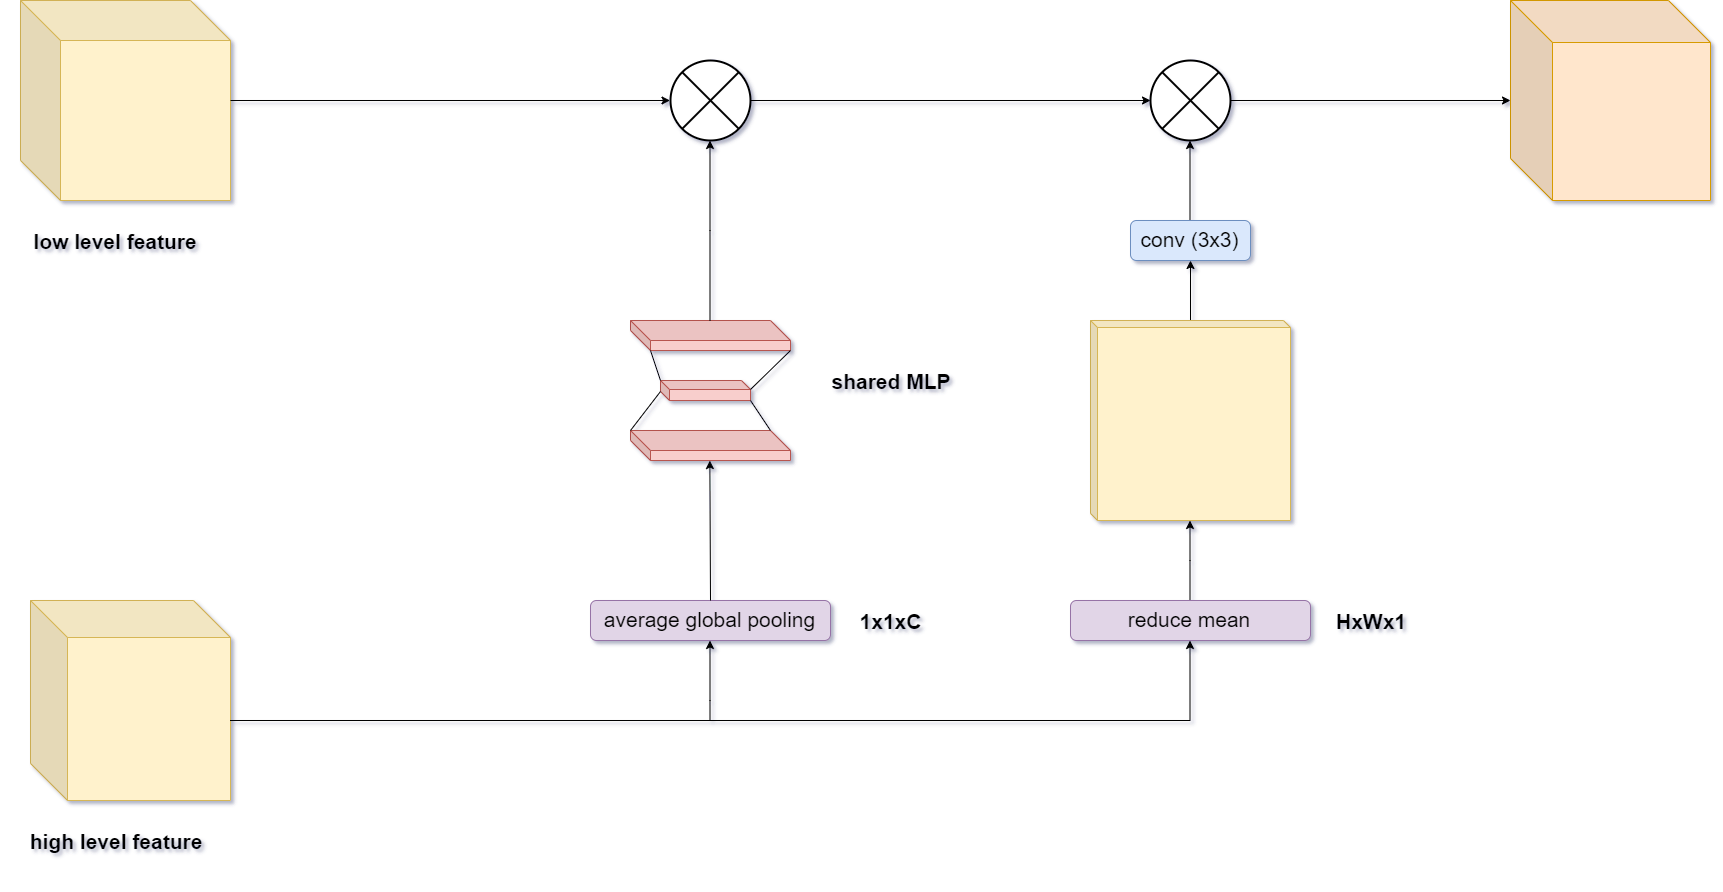 low level feature
conv (3x3)
shared MLP
average global pooling
1x1xC
reduce mean
HxWx1
high level feature